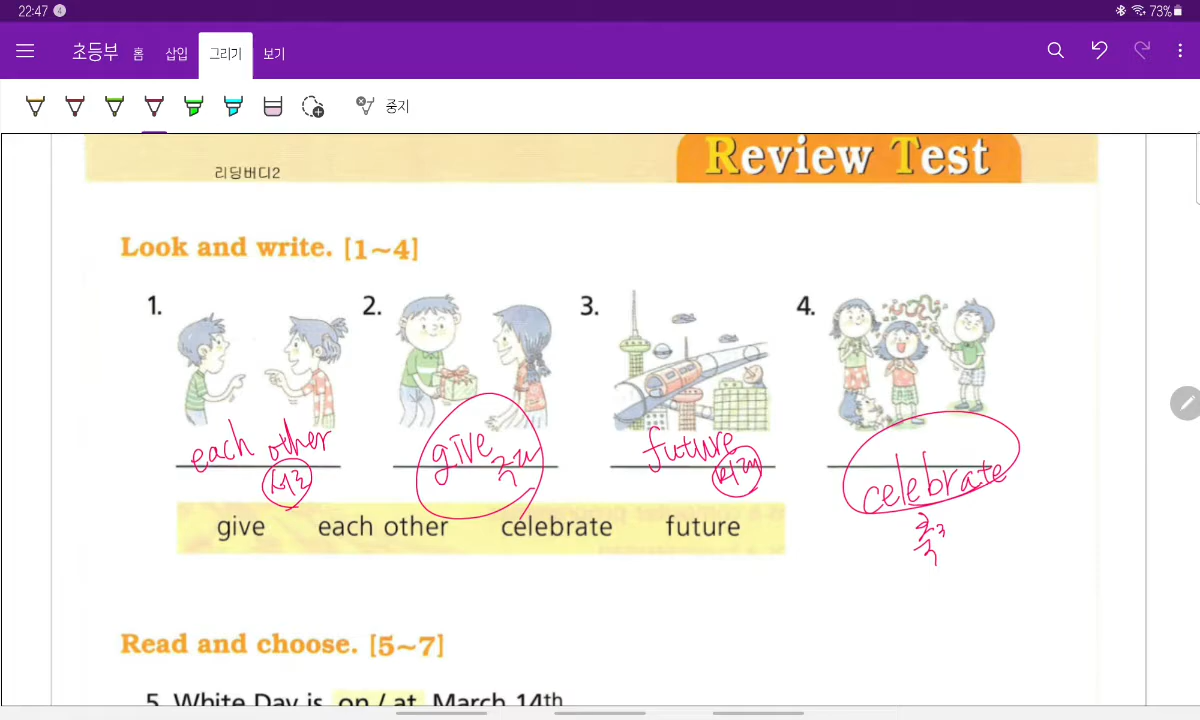 22:47 4 73%
초등부 홈 삽입 그리기 보기
중지
리딩버디2 Review Test
Look and write. [1~4]
1. 2. 3. 4.
each other give 주다 future celebrate
서로 미래
축
give each other celebrate future
Read and choose. [5~7]
5. White Day is on / at March 14th